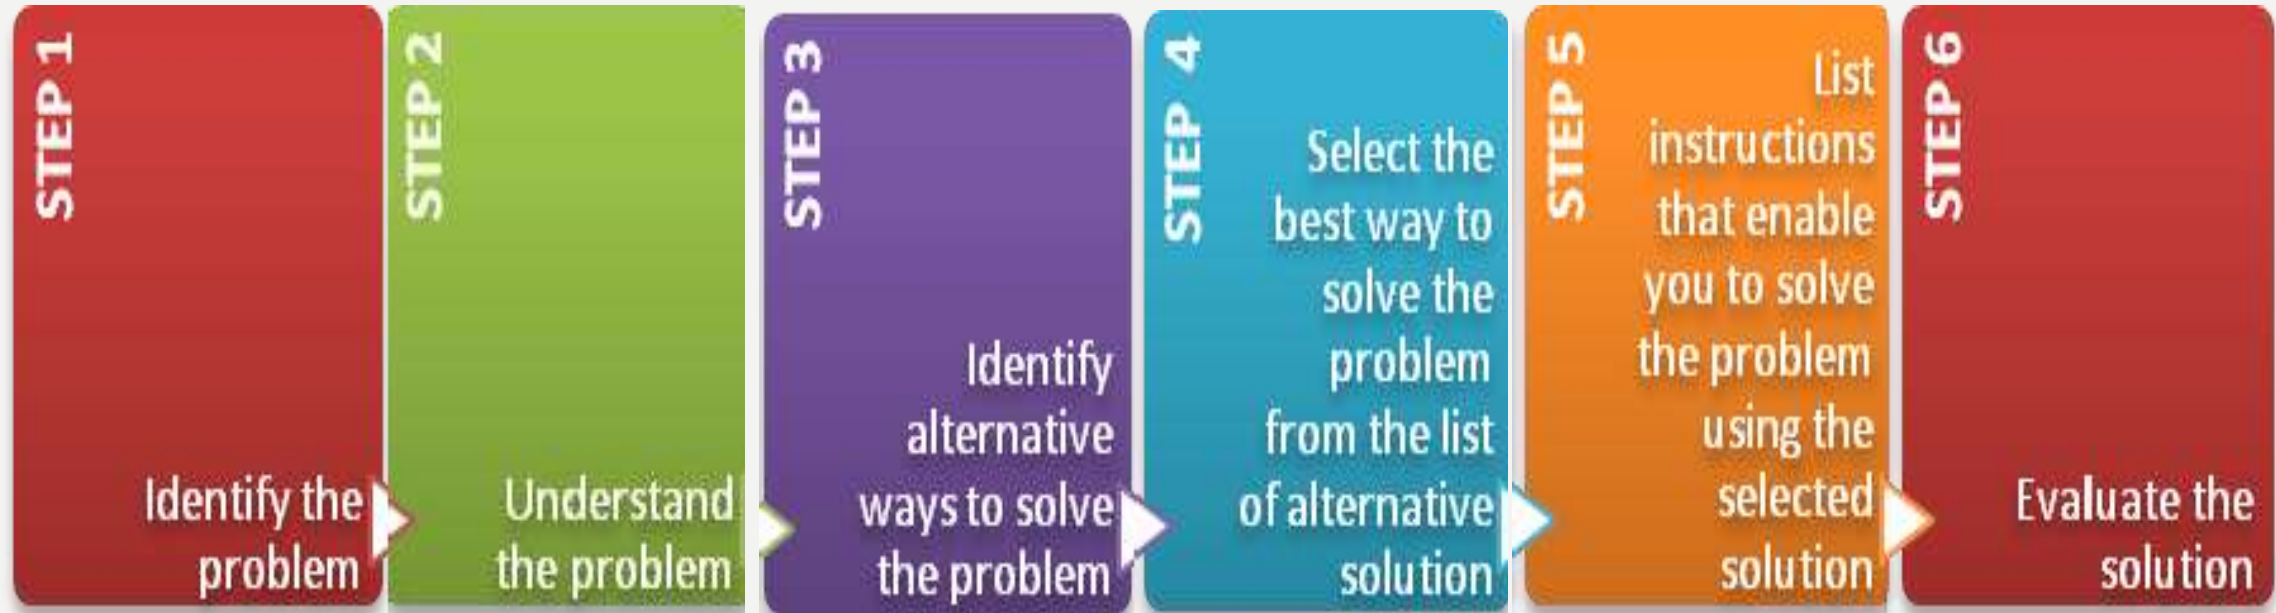 STEP 1
Identify the
problem
STEP 2
Understand
the problem
STEP 3
Identify
alternative
ways to solve
the problem
STEP 4
Select the
best way to
solve the
problem
from the list
of alternative
solution
STEP 5
List
instructions
that enable
you to solve
the problem
using the
selected
solution
STEP 6
Evaluate the
solution